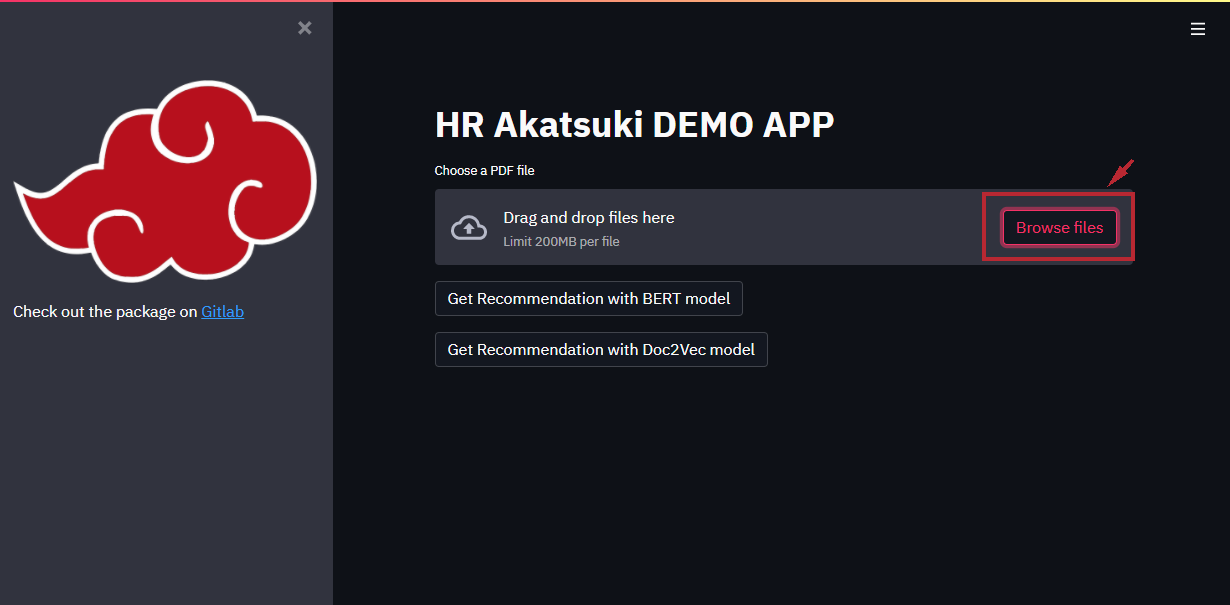 Check out the package on Gitlab
HR Akatsuki DEMO APP
Choose a PDF file
Drag and drop files here
Limit 200MB per file
Browse files
Get Recommendation with BERT model
Get Recommendation with Doc2Vec model